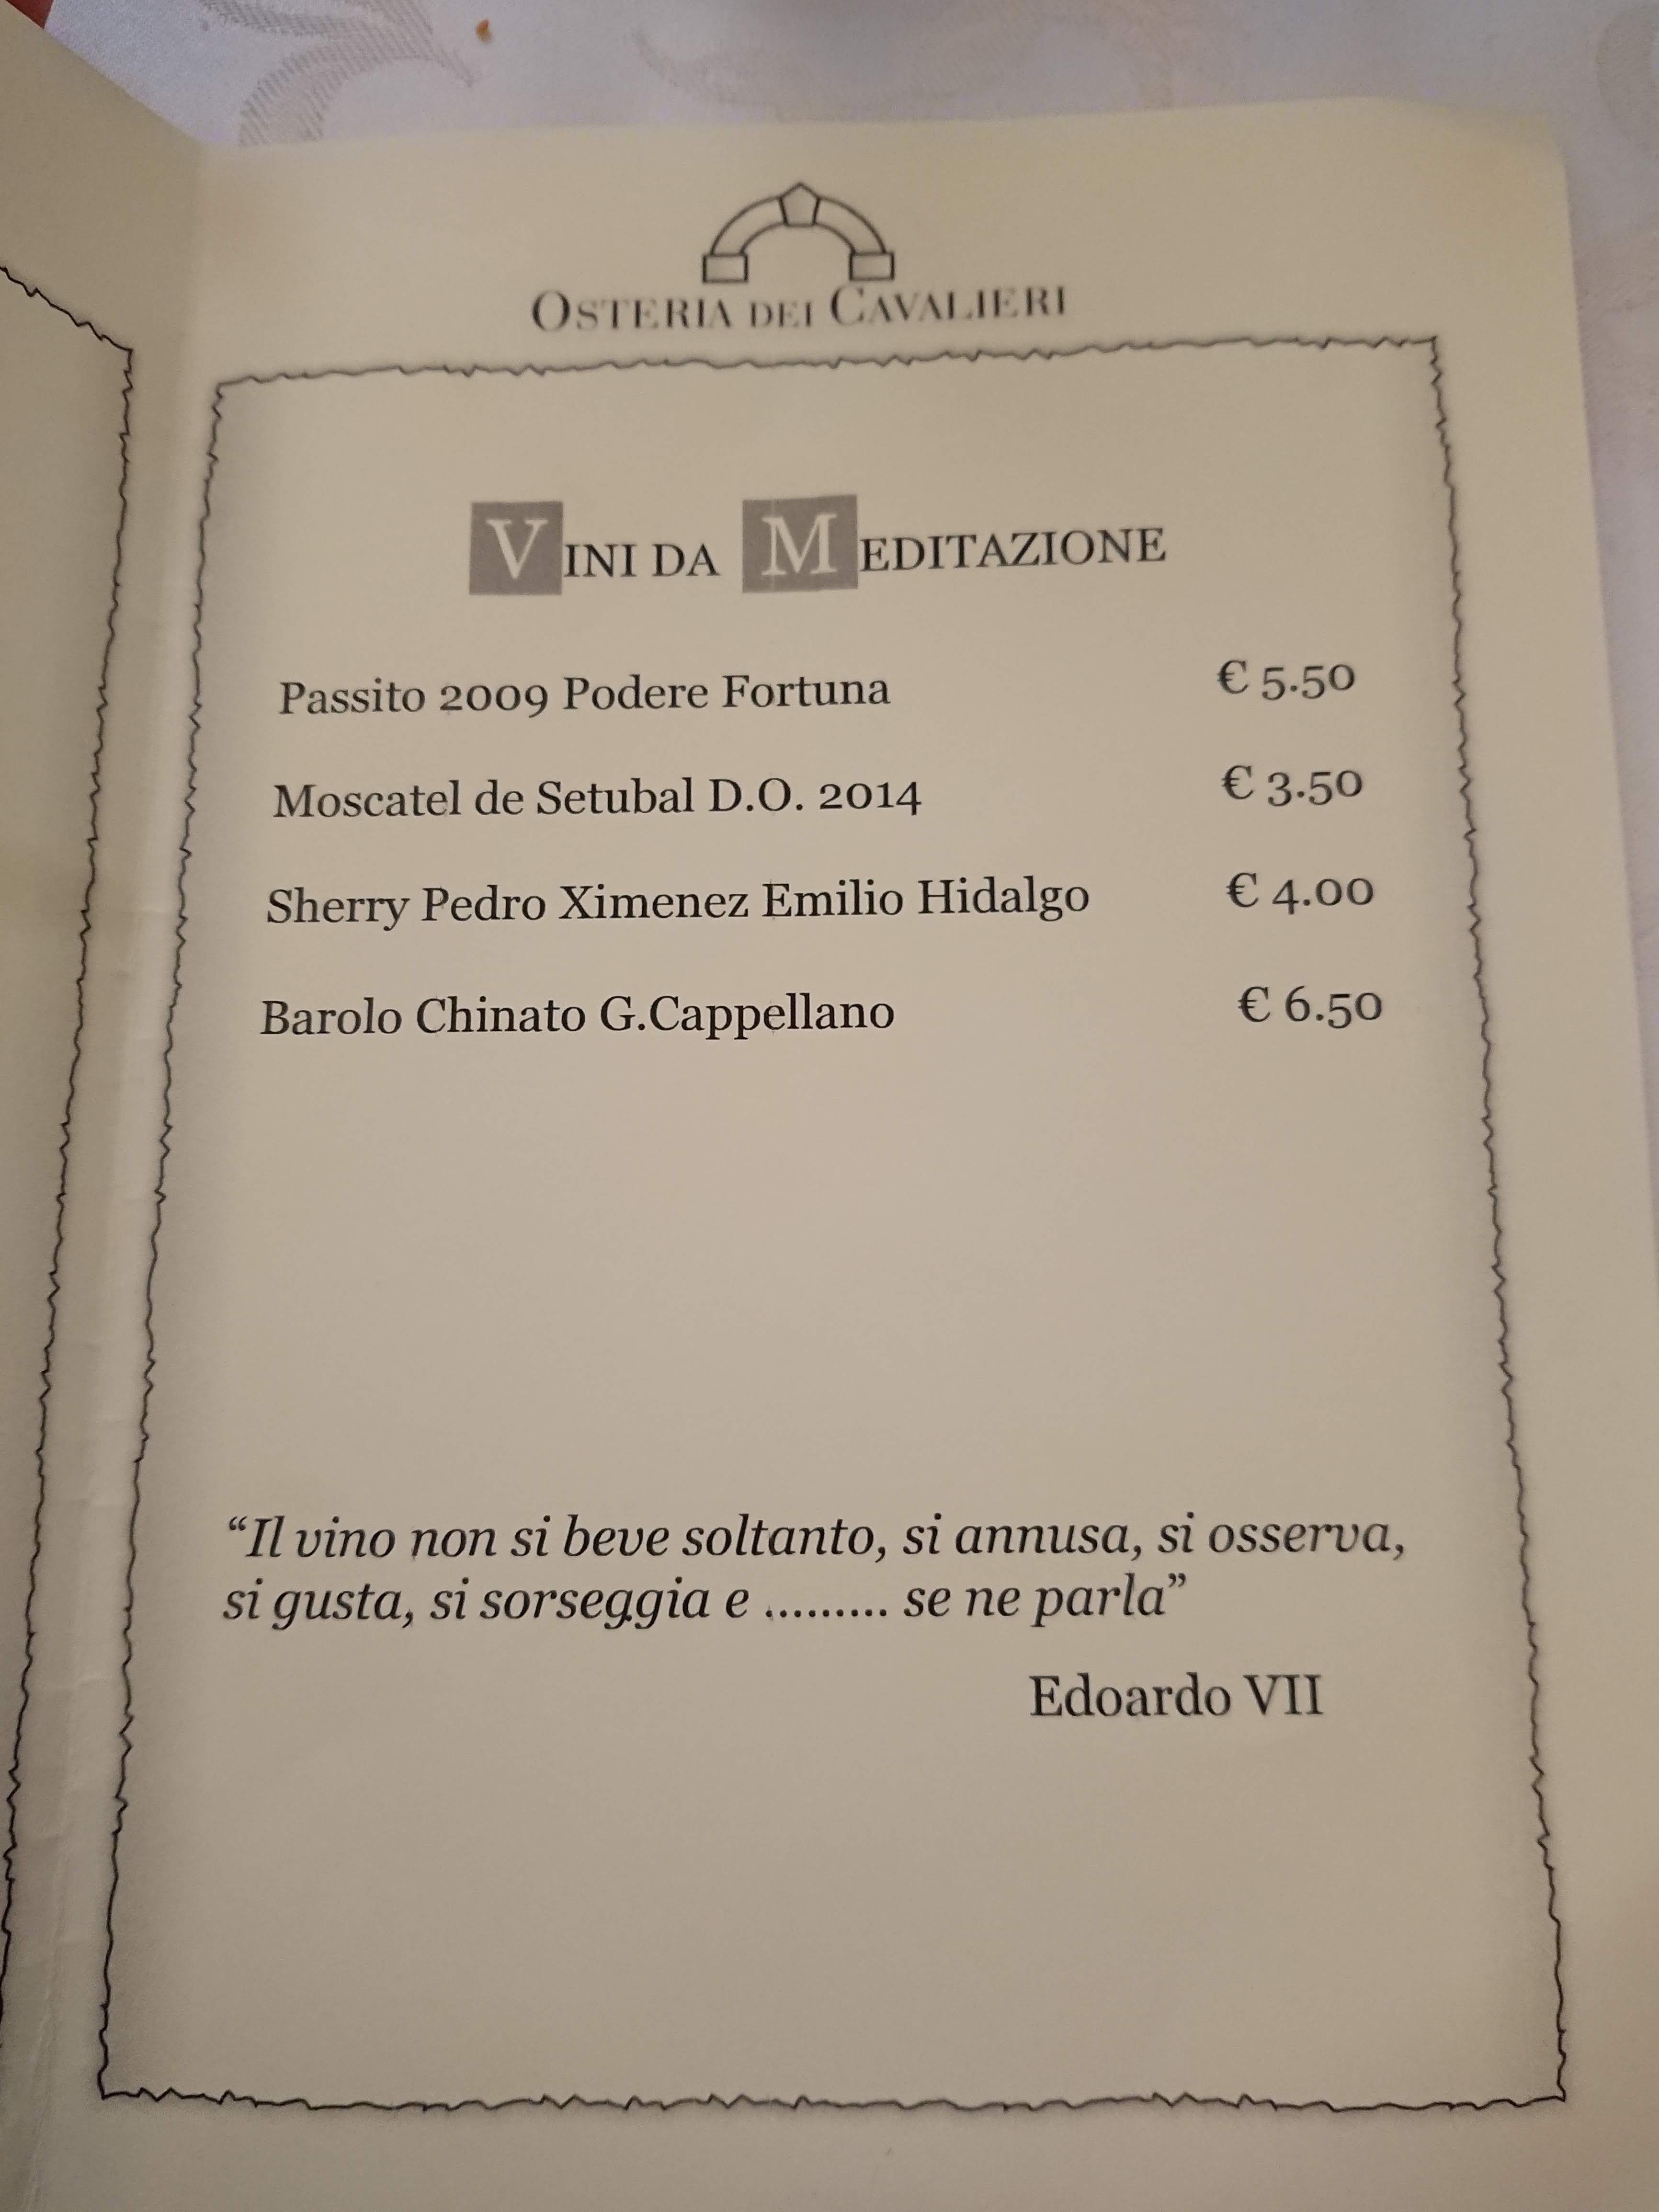 OSTERIA DEI CAVALIERI
VINI DA MEDITAZIONE
Passito 2009 Podere Fortuna € 5.50
Moscatel de Setubal D.O. 2014 € 3.50
Sherry Pedro Ximenez Emilio Hidalgo € 4.00
Barolo Chinato G.Cappellano € 6.50
“Il vino non si beve soltanto, si annusa, si osserva,
si gusta, si sorseggia e ......... se ne parla”
Edoardo VII